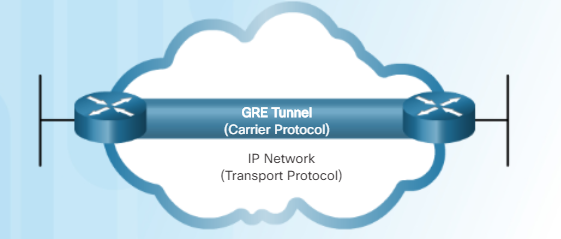 GRE Tunnel
(Carrier Protocol)
IP Network
(Transport Protocol)